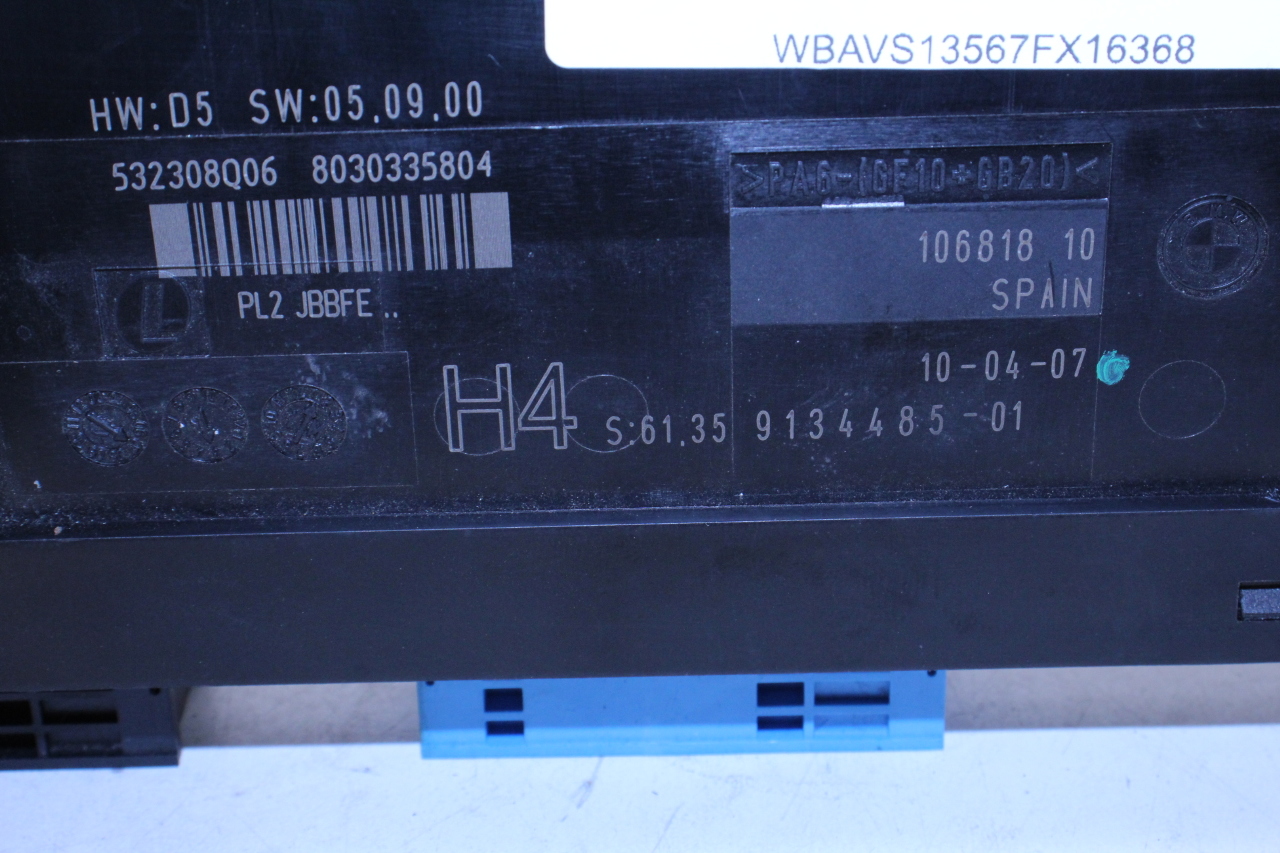 WBAVS13567FX16368
HW:D5 SW:05.09.00
532308Q06 8030335804
>PA6-(GF10+GB20)<
106818 10
SPAIN
PL2 JBBFE ..
10-04-07
H4
S:61.35 9134485-01